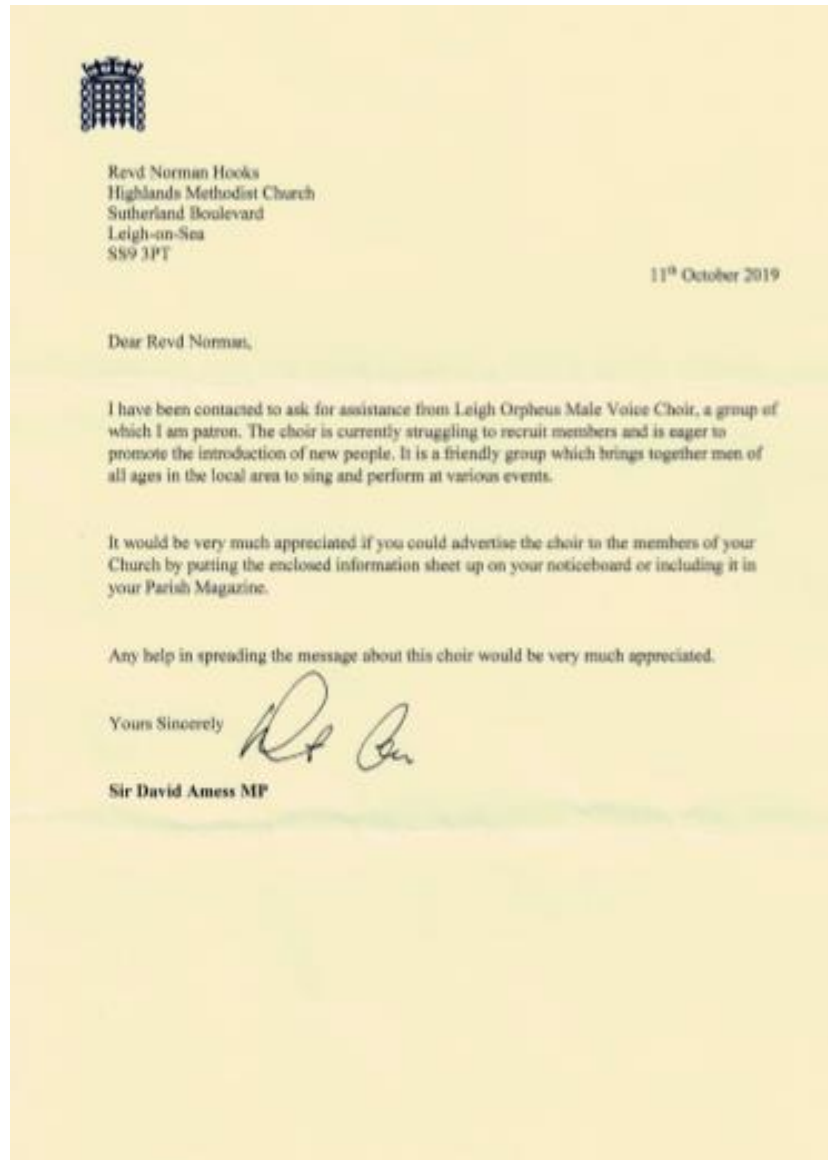 Revd Norman Hooks
Highlands Methodist Church
Sutherland Boulevard
Leigh-on-Sea
SS9 3PT
11th October 2019
Dear Revd Norman,
I have been contacted to ask for assistance from Leigh Orpheus Male Voice Choir, a group of
which I am patron. The choir is currently struggling to recruit members and is eager to
promote the introduction of new people. It is a friendly group which brings together men of
all ages in the local area to sing and perform at various events.
It would be very much appreciated if you could advertise the choir to the members of your
Church by putting the enclosed information sheet up on your noticeboard or including it in
your Parish Magazine.
Any help in spreading the message about this choir would be very much appreciated.
Yours Sincerely
Sir David Amess MP